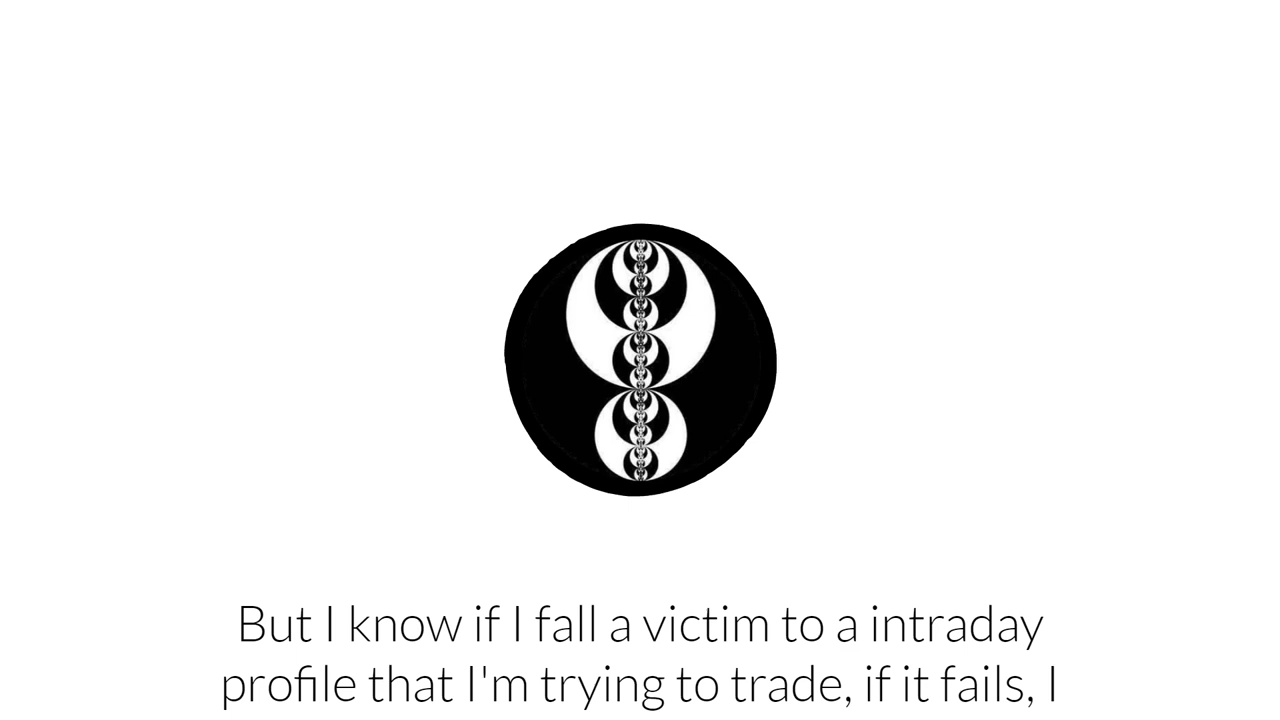 But I know if I fall a victim to a intraday
profile that I'm trying to trade, if it fails, I